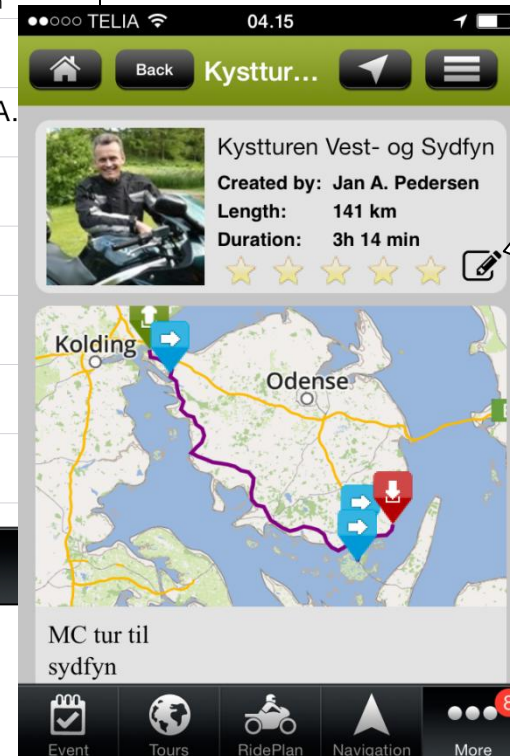 A.
TELIA 04.15
Back Kysttur...
Kystturen Vest- og Sydfyn
Created by: Jan A. Pedersen
Length: 141 km
Duration: 3h 14 min
Kolding
Odense
MC tur til
sydfyn
8
Event Tours RidePlan Navigation More